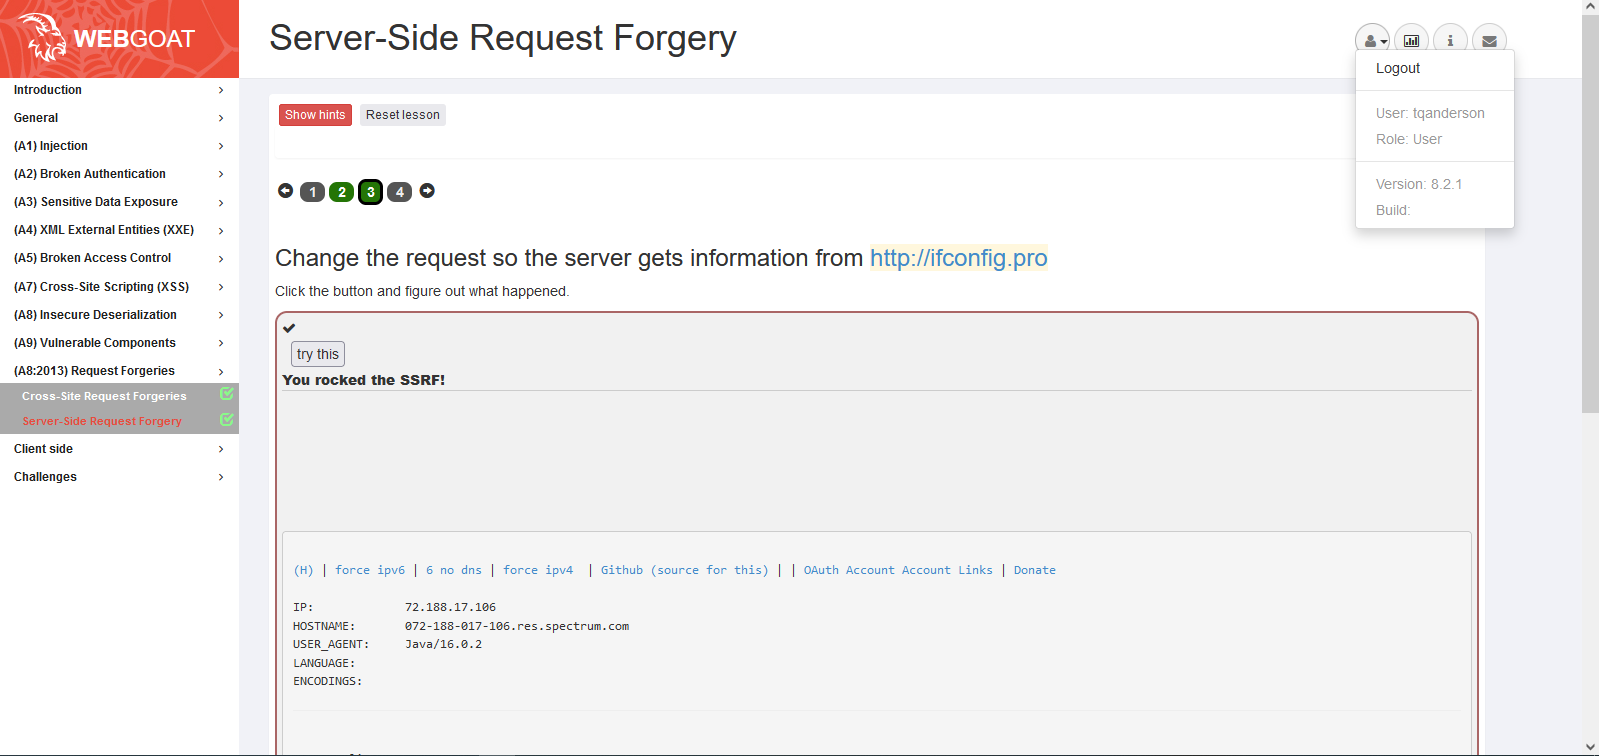 WEBGOAT
Server-Side Request Forgery
Logout
User: tqanderson
Role: User
Version: 8.2.1
Build:
Introduction
General
(A1) Injection
(A2) Broken Authentication
(A3) Sensitive Data Exposure
(A4) XML External Entities (XXE)
(A5) Broken Access Control
(A7) Cross-Site Scripting (XSS)
(A8) Insecure Deserialization
(A9) Vulnerable Components
(A8:2013) Request Forgeries
Cross-Site Request Forgeries
Server-Side Request Forgery
Client side
Challenges
Show hints Reset lesson
1 2 3 4
Change the request so the server gets information from http://ifconfig.pro
Click the button and figure out what happened.
try this
You rocked the SSRF!
(H) | force ipv6 | 6 no dns | force ipv4 | Github (source for this) | | OAuth Account Account Links | Donate
IP: 72.188.17.106
HOSTNAME: 072-188-017-106.res.spectrum.com
USER_AGENT: Java/16.0.2
LANGUAGE:
ENCODINGS: